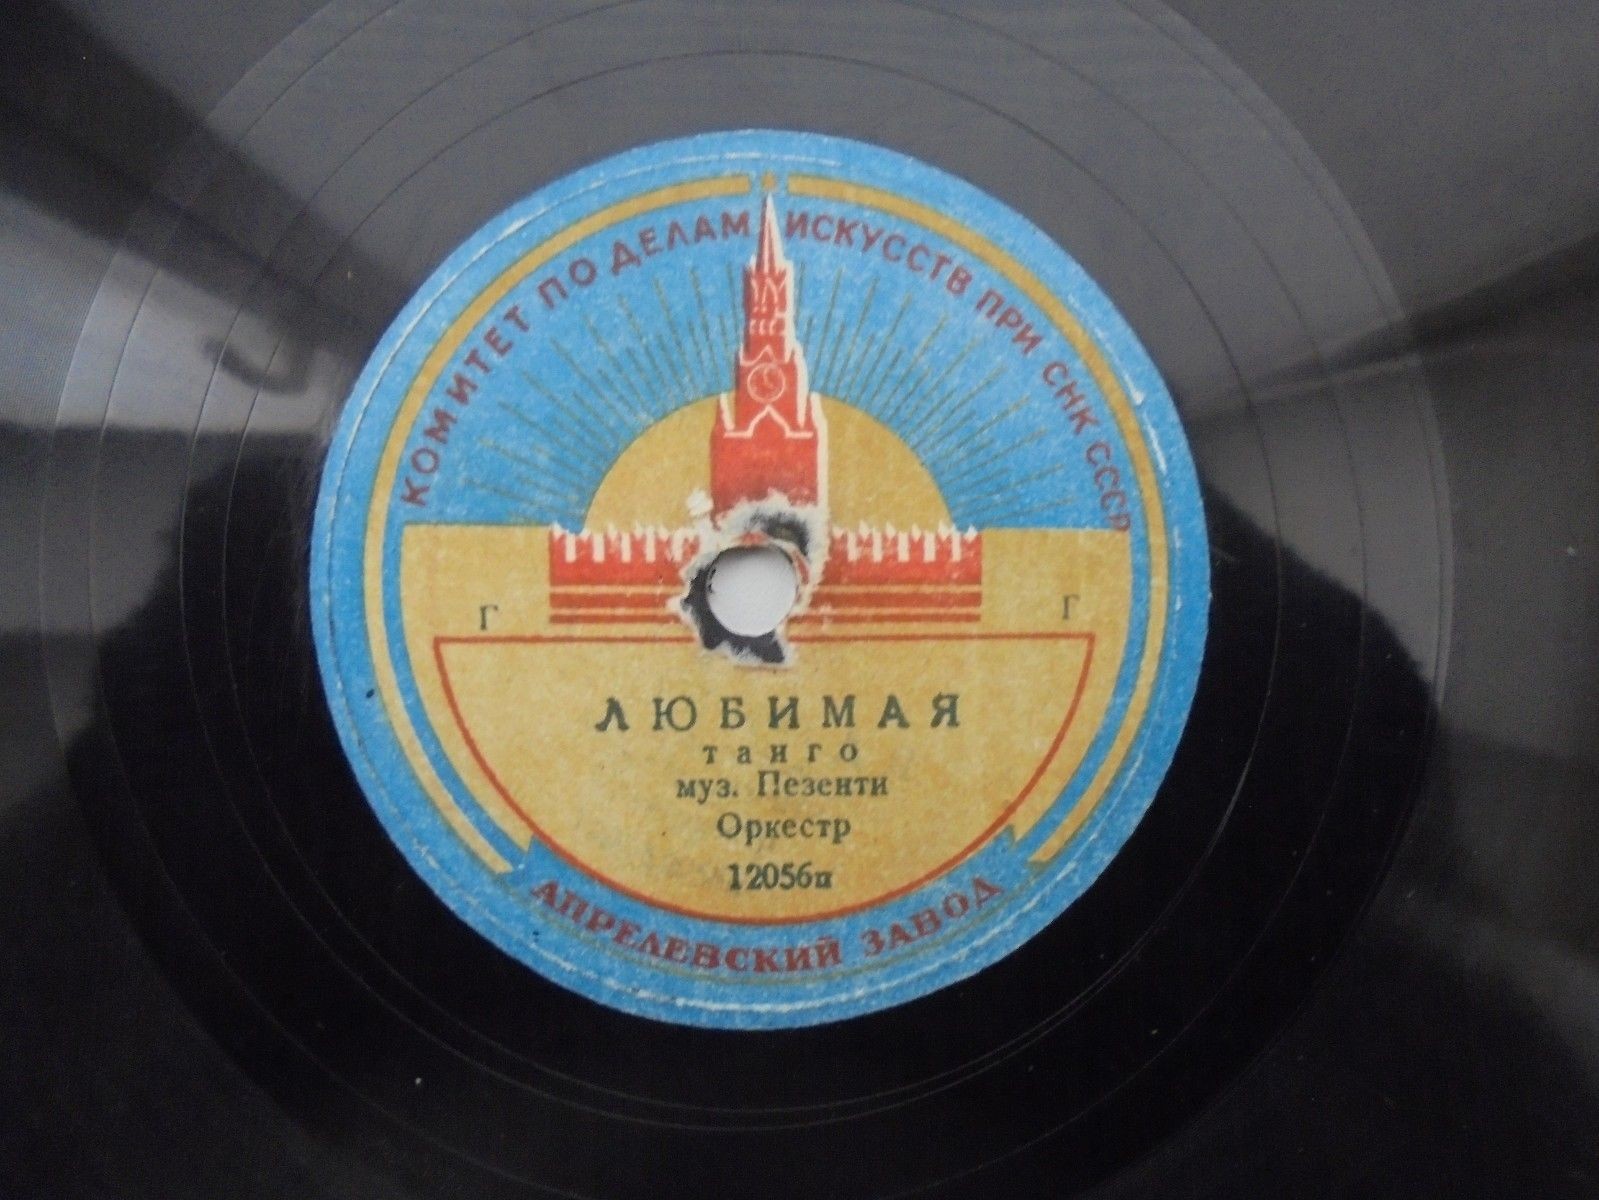 КОМИТЕТ ПО ДЕЛАМ ИСКУССТВ ПРИ СНК СССР
Г Г
ЛЮБИМАЯ
танго
муз. Пезенти
Оркестр
12056п
АПРЕЛЕВСКИЙ ЗАВОД